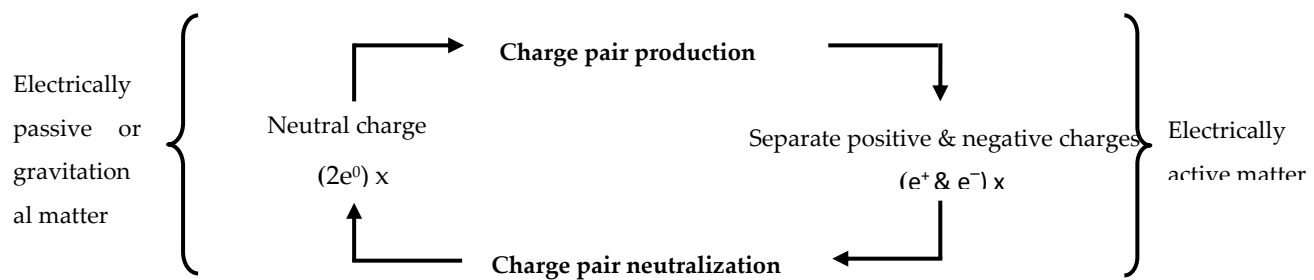 Charge pair production
Electrically
passive or
gravitation
al matter
Neutral charge
(2e⁰) x
Separate positive & negative charges
(e⁺ & e⁻) x
Electrically
active matter
Charge pair neutralization